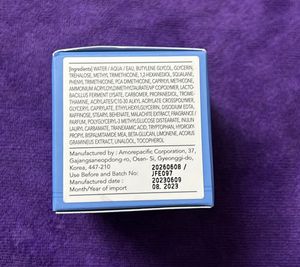 [Ingredients] WATER / AQUA / EAU, BUTYLENE GLYCOL, GLYCERIN,
TREHALOSE, METHYL TRIMETHICONE, 1,2-HEXANEDIOL, SQUALANE,
PHENYL TRIMETHICONE, PCA DIMETHICONE, CAPRYLYL METHICONE,
AMMONIUM ACRYLOYLDIMETHYLTAURATE/VP COPOLYMER, LACTO-
BACILLUS FERMENT LYSATE, CARBOMER, PROPANEDIOL, TROME-
THAMINE, ACRYLATES/C10-30 ALKYL ACRYLATE CROSSPOLYMER,
GLYCERYL CAPRYLATE, ETHYLHEXYLGLYCERIN, DISODIUM EDTA,
CAFFEINE, STEARYL BEHENATE, MALACHITE EXTRACT, FRAGRANCE /
PARFUM, POLYGLYCERYL-3 METHYLGLUCOSE DISTEARATE, INULIN
LAURYL CARBAMATE, TRANEXAMIC ACID, TRYPTOPHAN, HYDROXY
PROPYL BISPALMITAMIDE MEA, BETA-GLUCAN, LIMONENE, ACORUS
GRAMINEUS EXTRACT, LINALOOL, TOCOPHEROL
Manufactured by : Amorepacific Corporation, 37,
Gajangsaneopdong-ro, Osan- Si, Gyeonggi-do,
Korea, 447-210
Use Before and Batch No: 20260608 /
JFE097
Manufactured date : 20230609
Month/Year of import 08. 2023